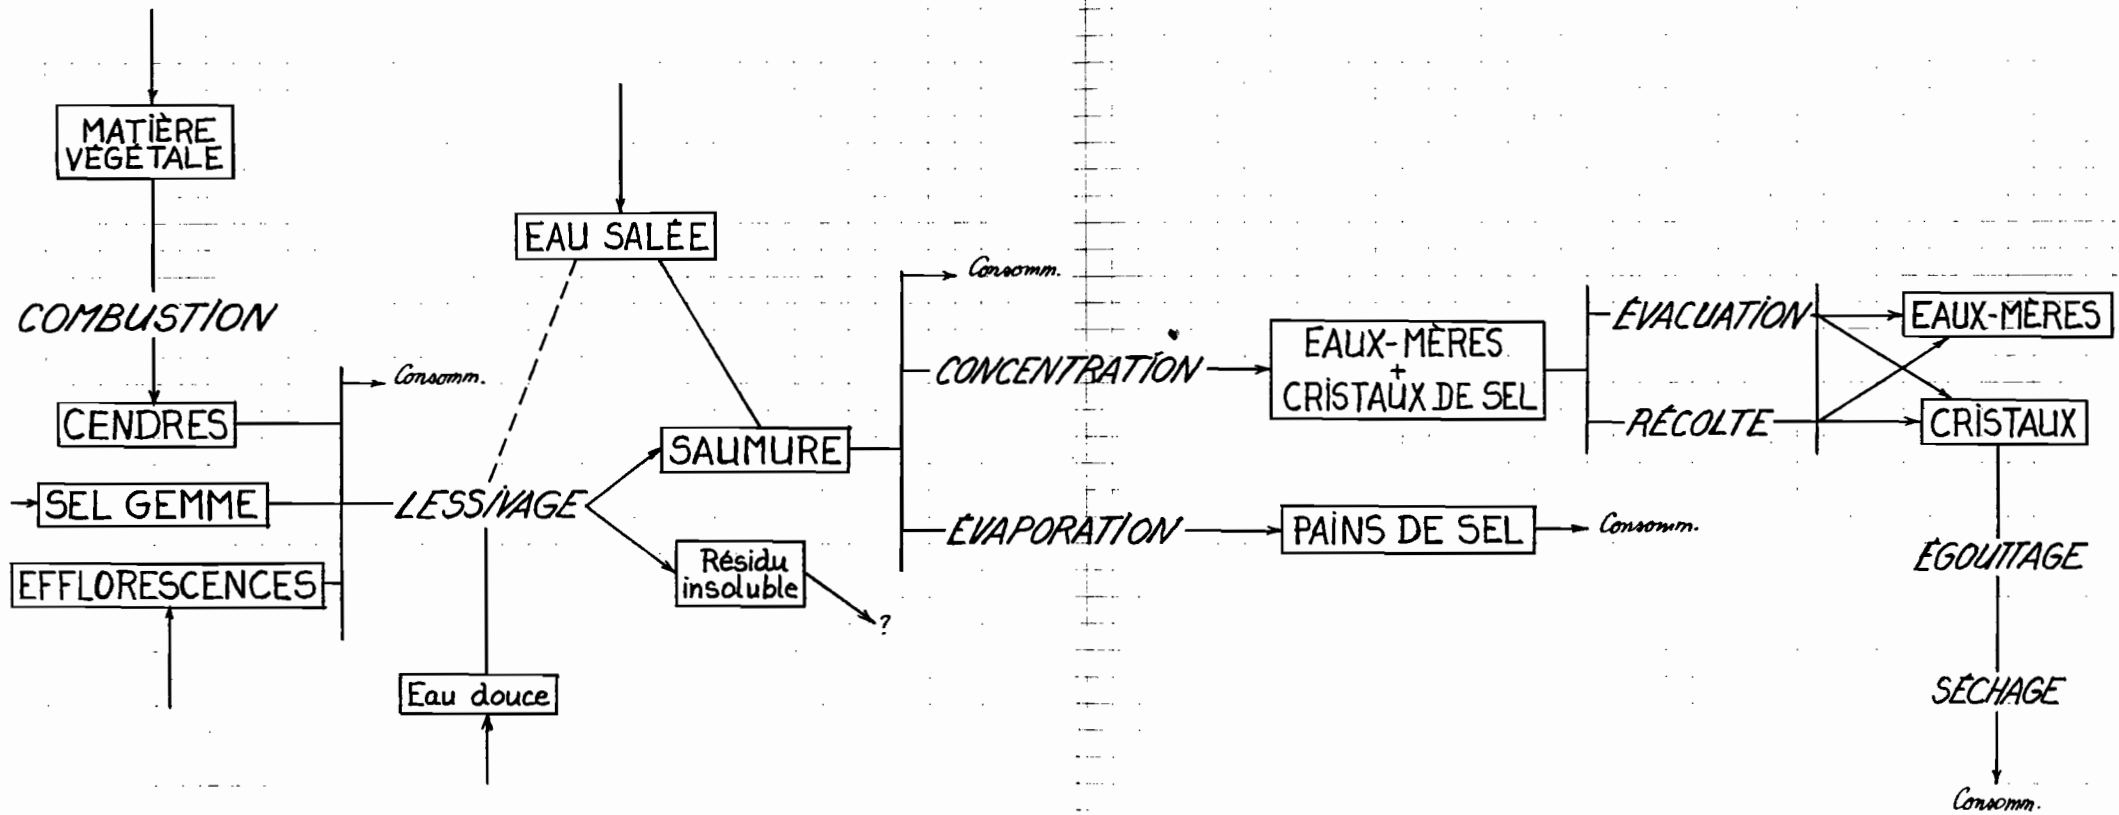 MATIÈRE
VÉGÉTALE
COMBUSTION
CENDRES
SEL GEMME
EFFLORESCENCES
Consomm.
EAU SALÉE
LESSIVAGE
Eau douce
SAUMURE
Résidu
insoluble
?
Consomm.
CONCENTRATION
ÉVAPORATION
EAUX-MÈRES
+
CRISTAUX DE SEL
PAINS DE SEL
Consomm.
ÉVACUATION
RÉCOLTE
EAUX-MÈRES
CRISTAUX
ÉGOUTTAGE
SÉCHAGE
Consomm.